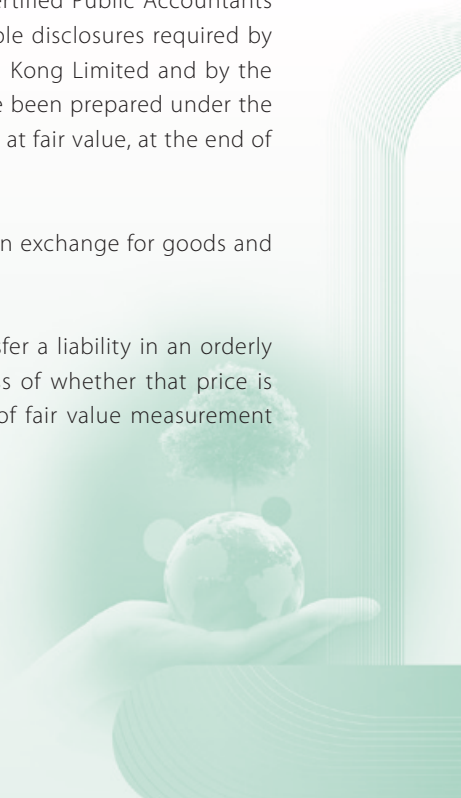 ertified Public Accountants
ble disclosures required by
Kong Limited and by the
been prepared under the
at fair value, at the end of
n exchange for goods and
sfer a liability in an orderly
s of whether that price is
of fair value measurement